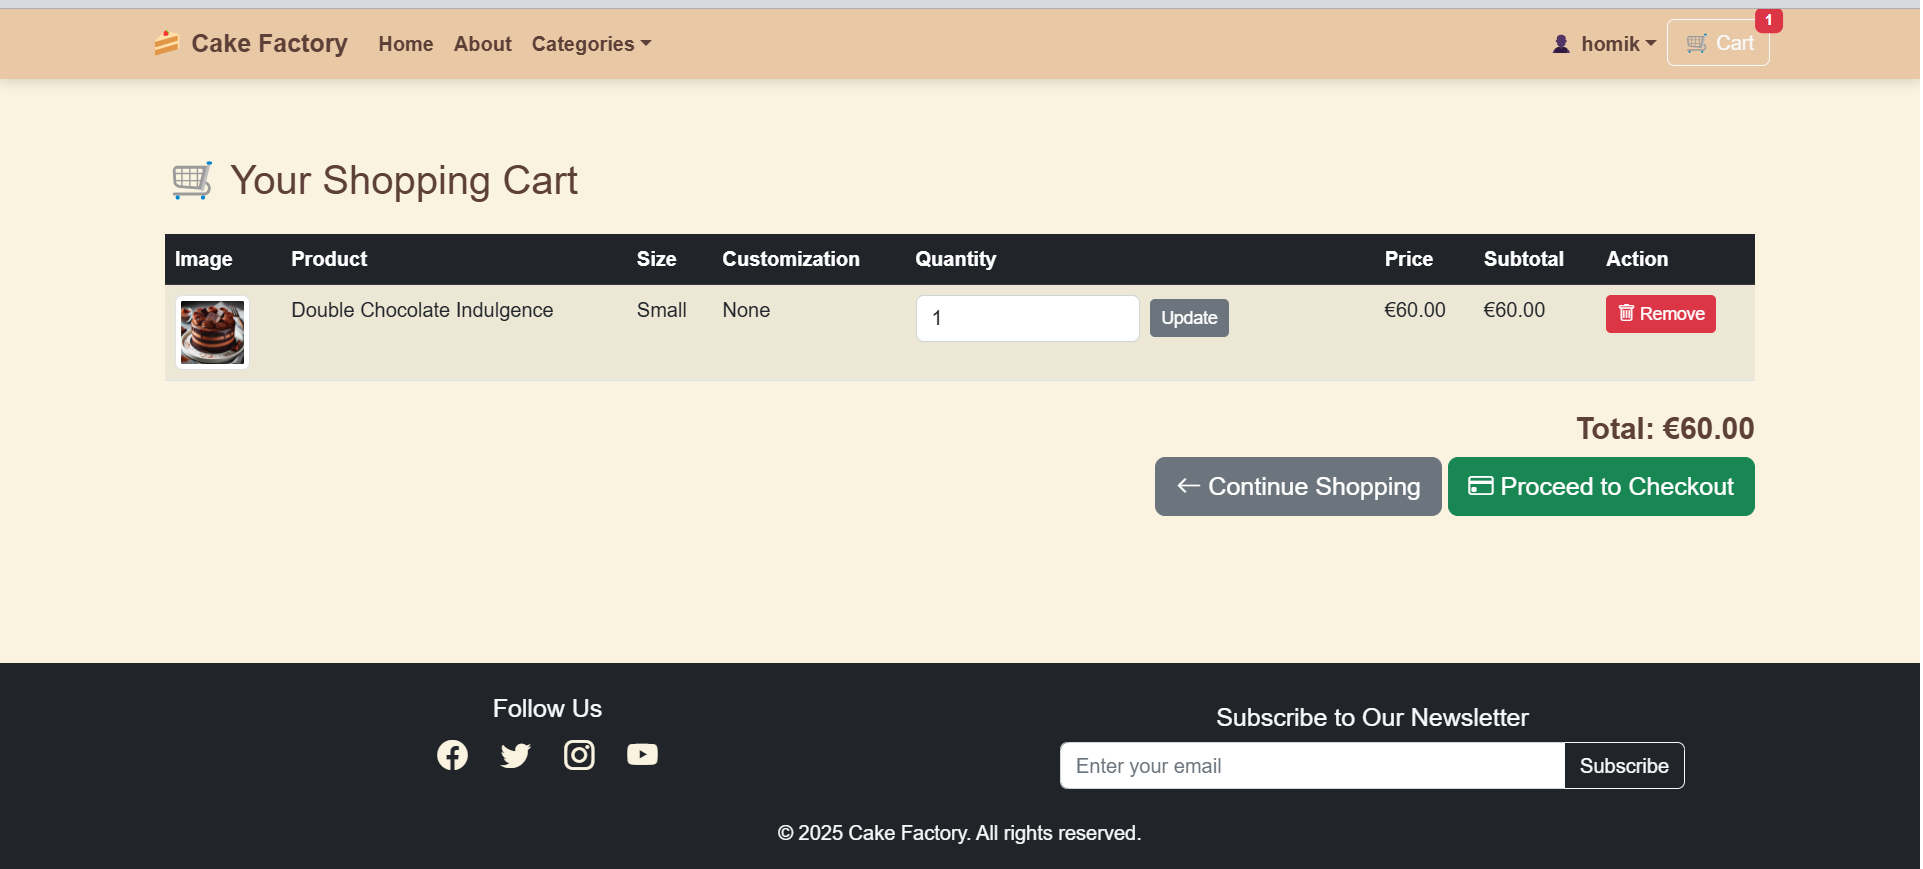 Cake Factory Home About Categories homik Cart 1
Your Shopping Cart
Image Product Size Customization Quantity Price Subtotal Action
Double Chocolate Indulgence Small None 1 Update €60.00 €60.00 Remove
Total: €60.00
Continue Shopping Proceed to Checkout
Follow Us
Subscribe to Our Newsletter
Enter your email Subscribe
© 2025 Cake Factory. All rights reserved.